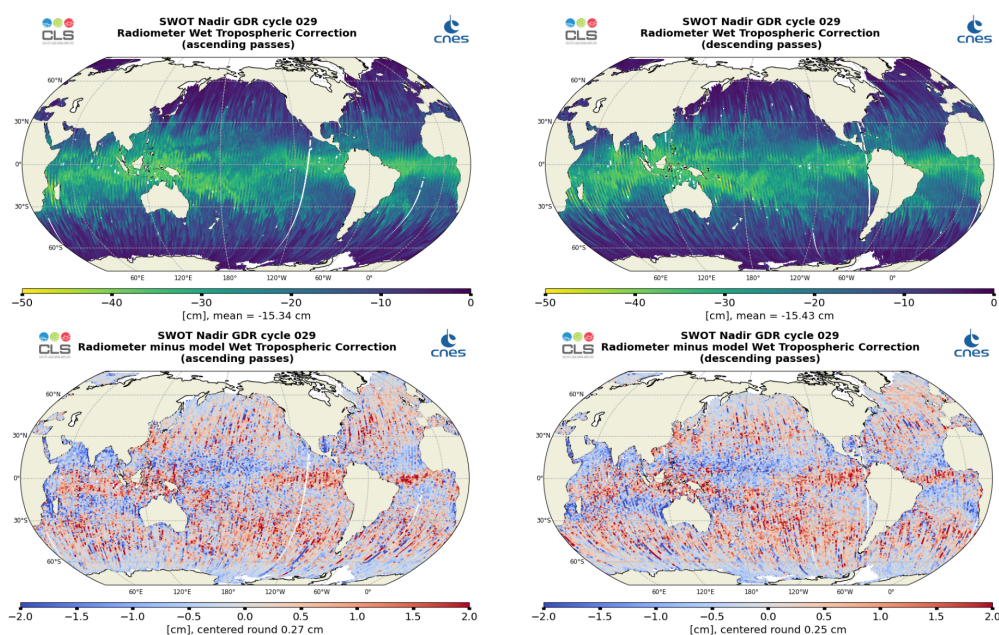 SWOT Nadir GDR cycle 029
Radiometer Wet Tropospheric Correction
(ascending passes)
CLS
cnes
60°N
30°N
0°
30°S
60°S
60°E 120°E 180° 120°W 60°W 0°
−50 −40 −30 −20 −10 0
[cm], mean = -15.34 cm
SWOT Nadir GDR cycle 029
Radiometer Wet Tropospheric Correction
(descending passes)
CLS
cnes
60°N
30°N
0°
30°S
60°S
60°E 120°E 180° 120°W 60°W 0°
−50 −40 −30 −20 −10 0
[cm], mean = -15.43 cm
SWOT Nadir GDR cycle 029
Radiometer minus model Wet Tropospheric Correction
(ascending passes)
CLS
cnes
60°N
30°N
0°
30°S
60°S
60°E 120°E 180° 120°W 60°W 0°
−2.0 −1.5 −1.0 −0.5 0.0 0.5 1.0 1.5 2.0
[cm], centered round 0.27 cm
SWOT Nadir GDR cycle 029
Radiometer minus model Wet Tropospheric Correction
(descending passes)
CLS
cnes
60°N
30°N
0°
30°S
60°S
60°E 120°E 180° 120°W 60°W 0°
−2.0 −1.5 −1.0 −0.5 0.0 0.5 1.0 1.5 2.0
[cm], centered round 0.25 cm